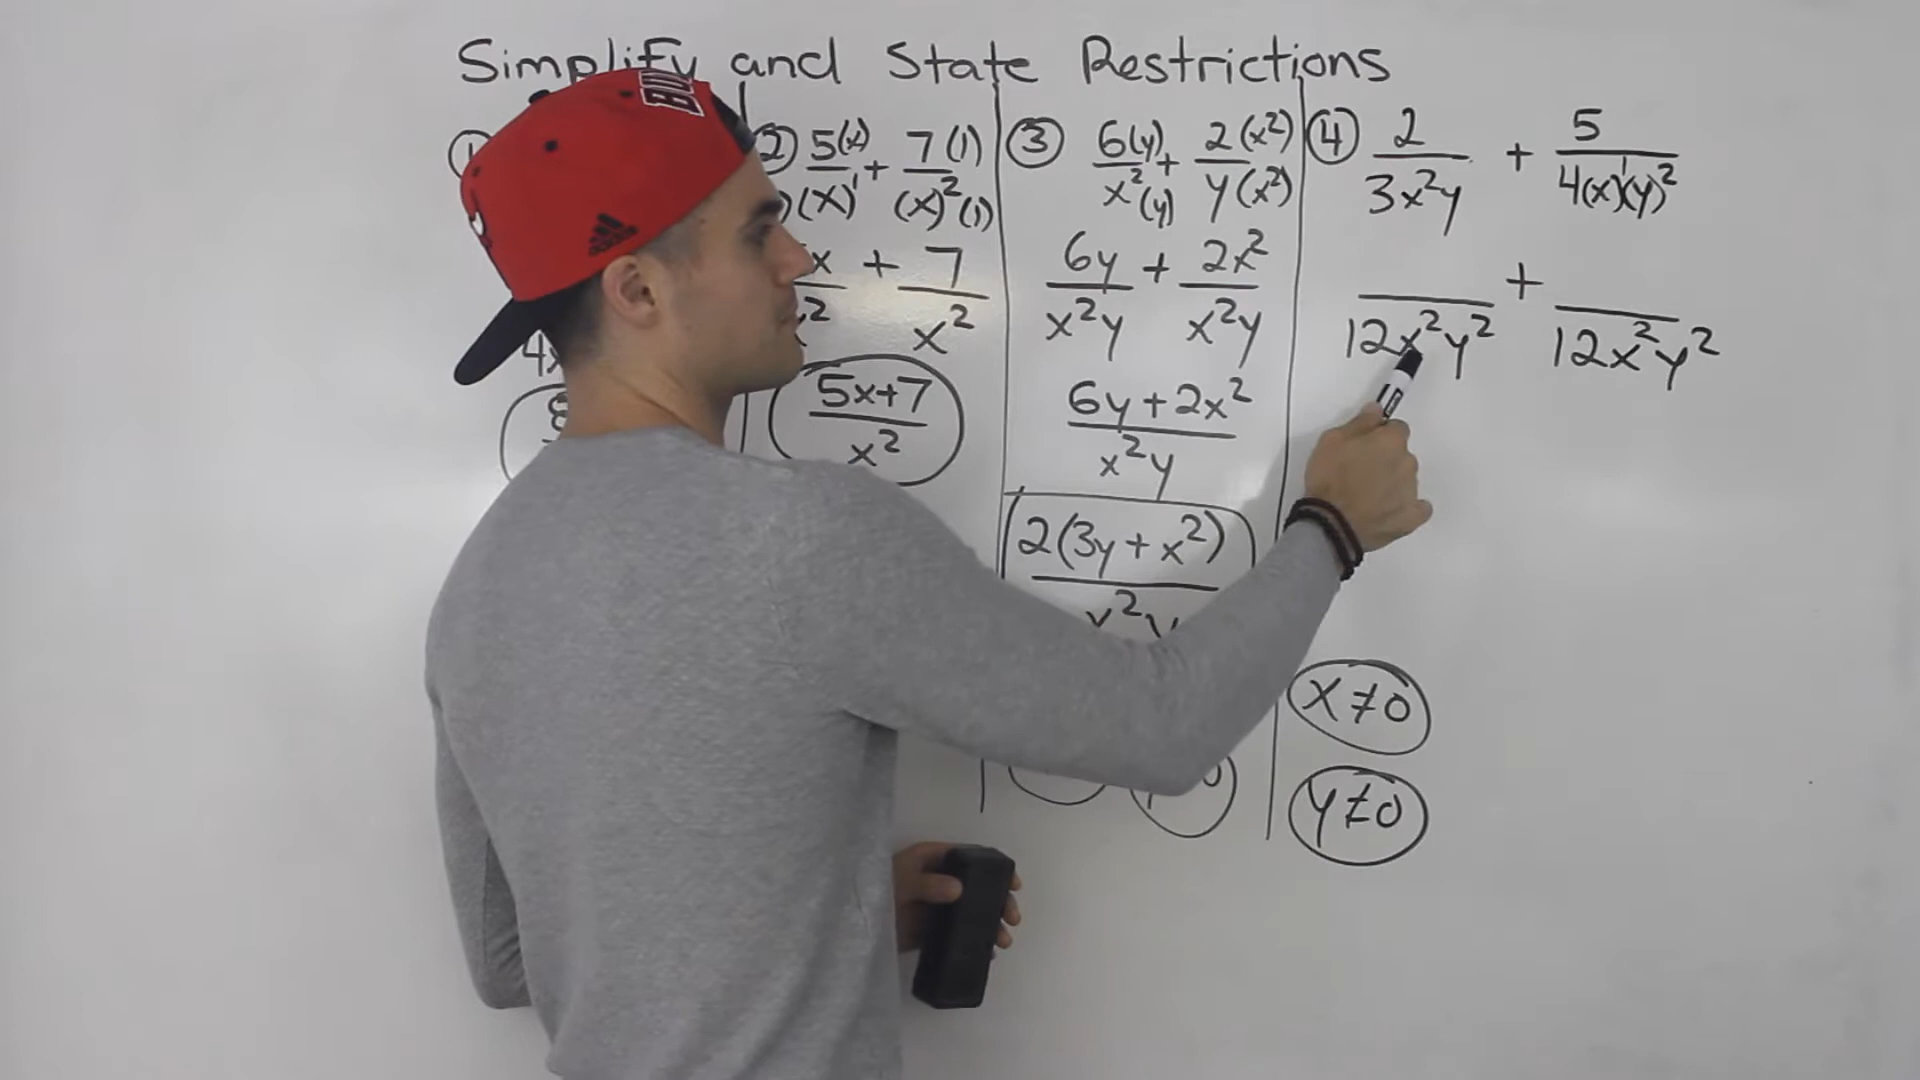 Simplify and State Restrictions
2) 5(x)/(x)¹ + 7(1)/(x)²(1)
x + 7/x²
5x+7/x²
③ 6(y)/x²(y) + 2(x²)/y(x²)
6y/x²y + 2x²/x²y
6y+2x²/x²y
2(3y+x²)/x²y
④ 2/3x²y + 5/4(x)¹(y)²
/12x²y² + /12x²y²
x≠0
y≠0